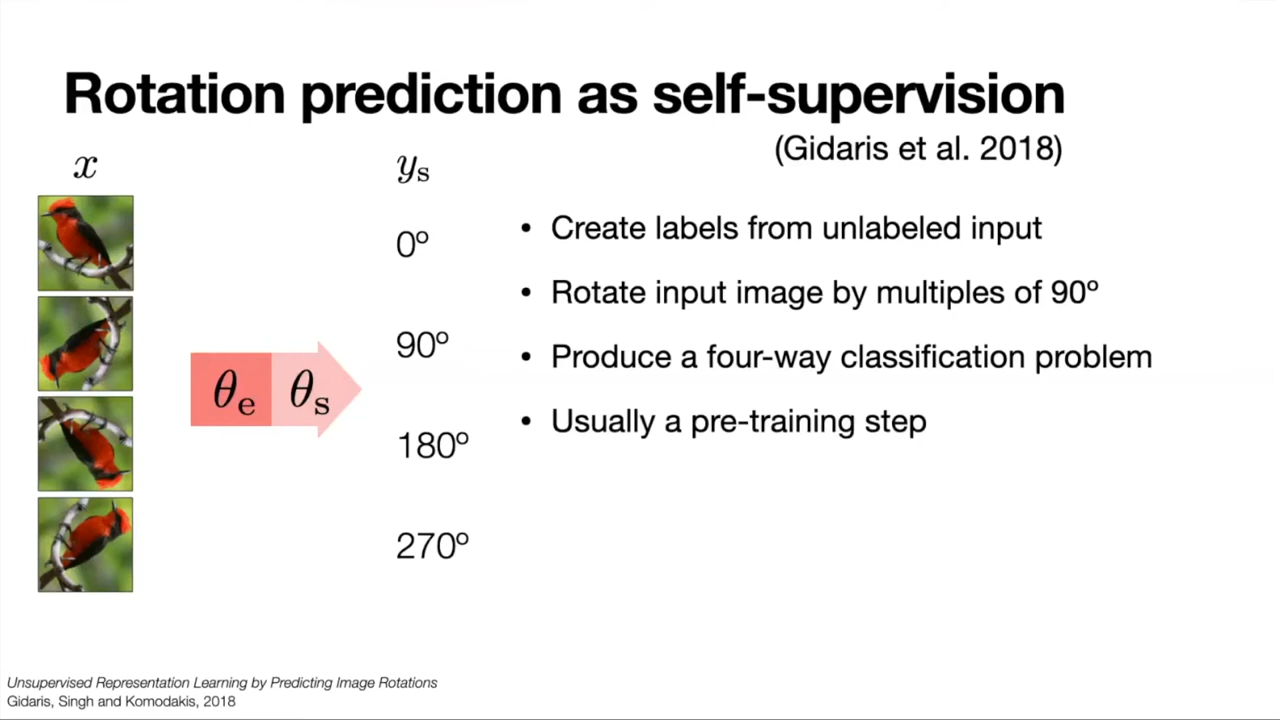 Rotation prediction as self-supervision
(Gidaris et al. 2018)
x
yₛ
0º
90º
180º
270º
θₑ θₛ
• Create labels from unlabeled input
• Rotate input image by multiples of 90º
• Produce a four-way classification problem
• Usually a pre-training step
Unsupervised Representation Learning by Predicting Image Rotations
Gidaris, Singh and Komodakis, 2018